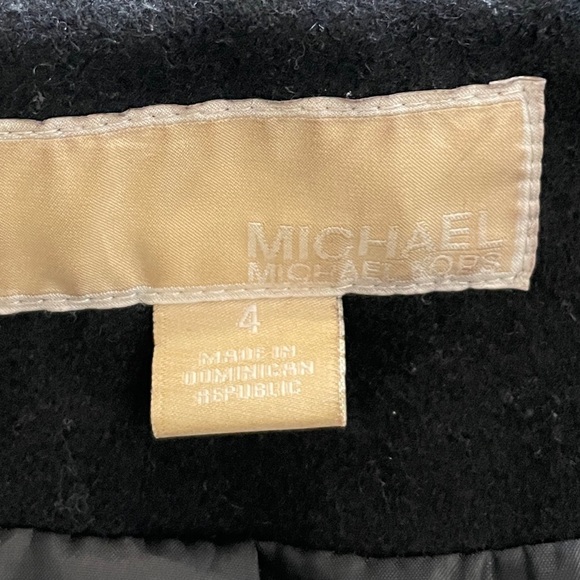 MICHAEL
MICHAEL KORS
4
MADE IN
DOMINICAN
REPUBLIC